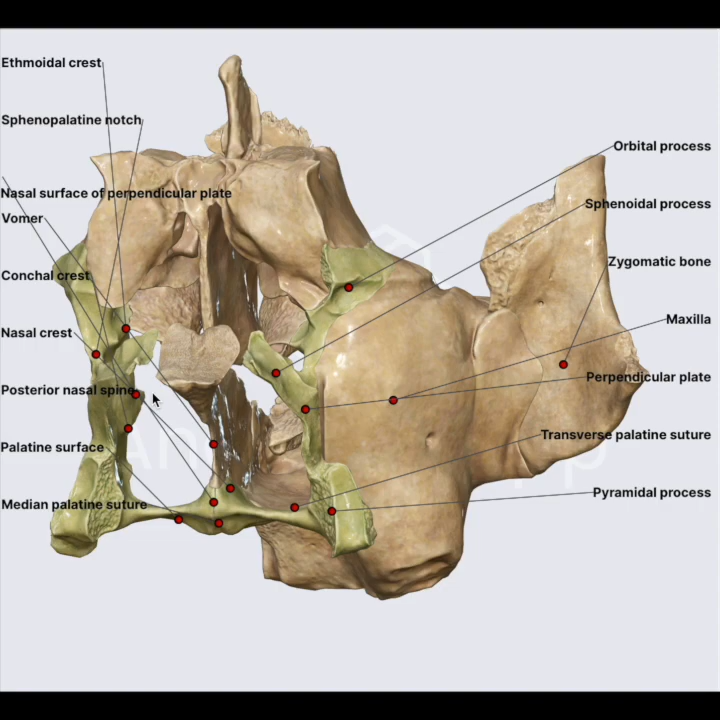 Ethmoidal crest
Sphenopalatine notch
Nasal surface of perpendicular plate
Vomer
Conchal crest
Nasal crest
Posterior nasal spine
Palatine surface
Median palatine suture
Orbital process
Sphenoidal process
Zygomatic bone
Maxilla
Perpendicular plate
Transverse palatine suture
Pyramidal process